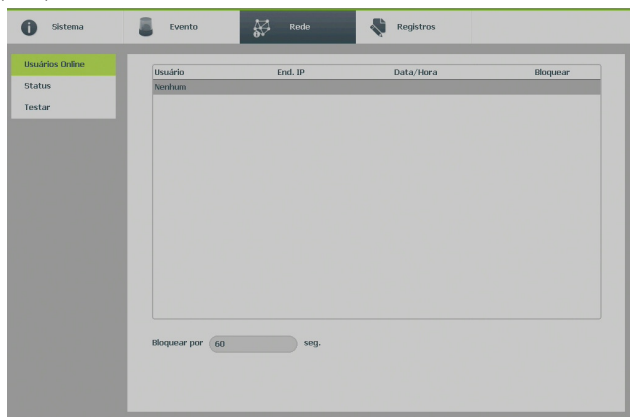 Sistema Evento Rede Registros
Usuários Online
Status
Testar
Usuário End. IP Data/Hora Bloquear
Nenhum
Bloquear por 60 seg.